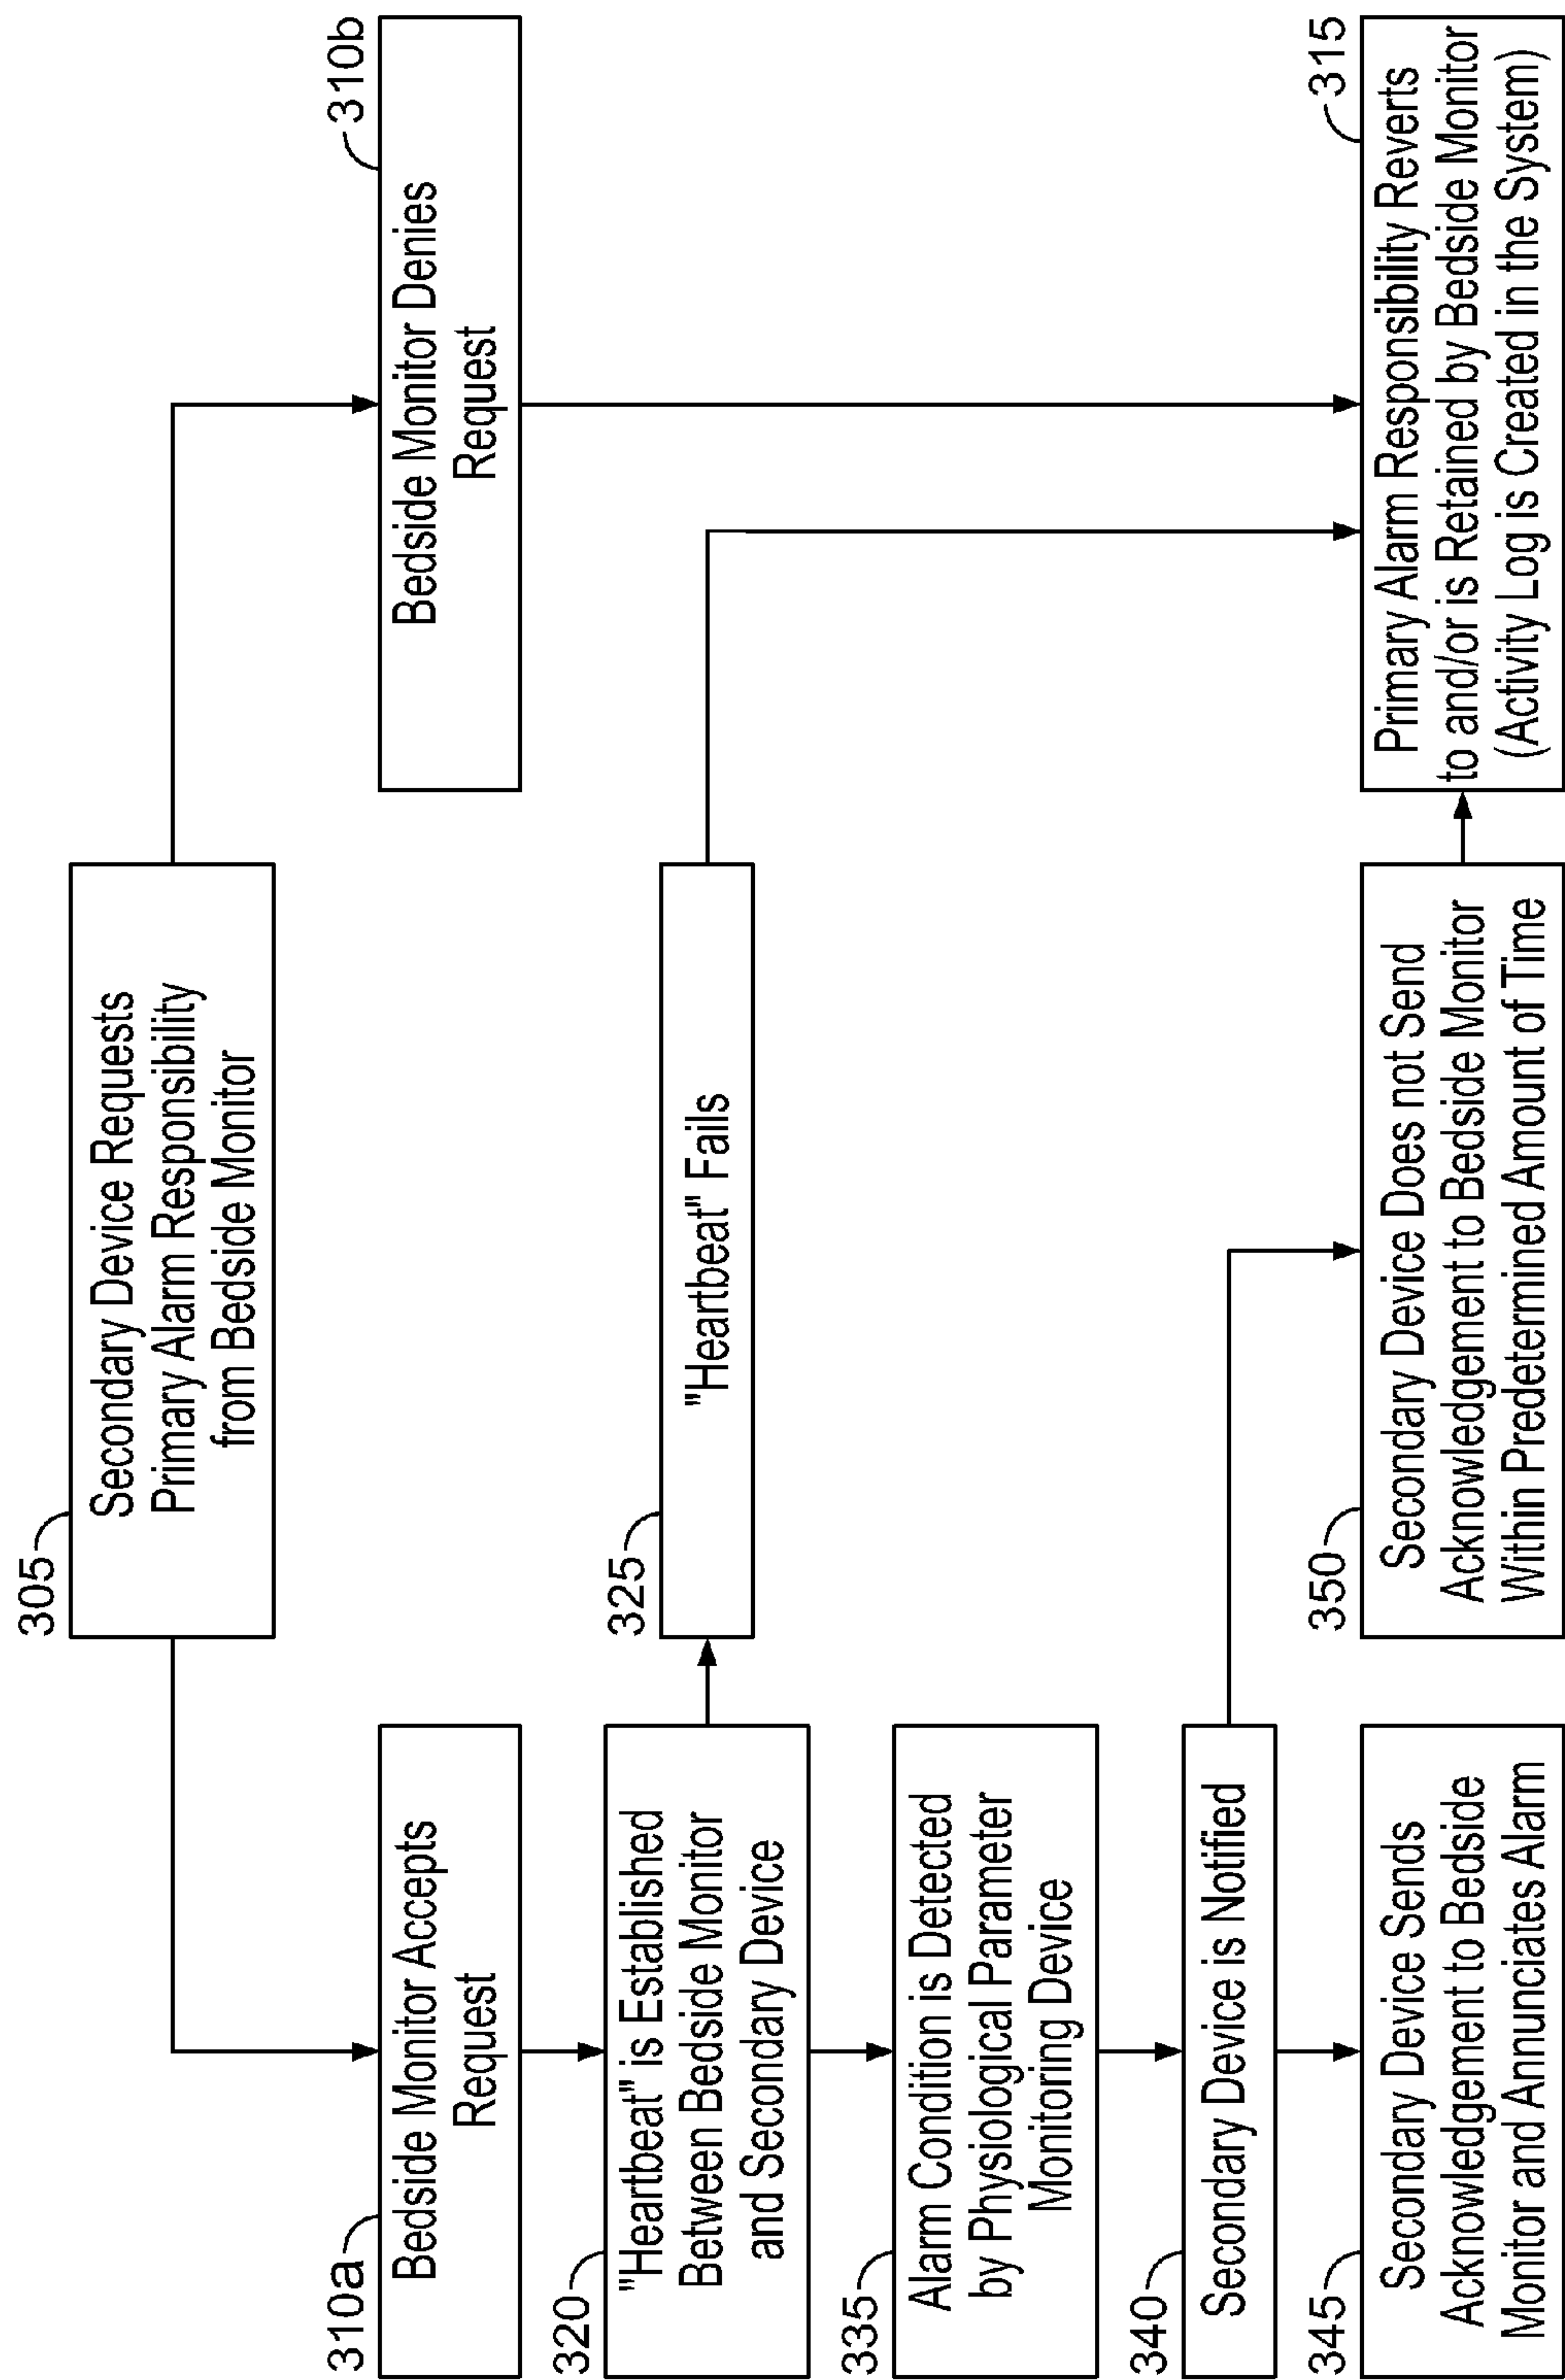 305
Secondary Device Requests
Primary Alarm Responsibility
from Bedside Monitor
310a
Bedside Monitor Accepts
Request
310b
Bedside Monitor Denies
Request
320
"Heartbeat" is Established
Between Bedside Monitor
and Secondary Device
325
"Heartbeat" Fails
335
Alarm Condition is Detected
by Physiological Parameter
Monitoring Device
340
Secondary Device is Notified
345
Secondary Device Sends
Acknowledgement to Bedside
Monitor and Annunciates Alarm
350
Secondary Device Does not Send
Acknowledgement to Bedside Monitor
Within Predetermined Amount of Time
315
Primary Alarm Responsibility Reverts
to and/or is Retained by Bedside Monitor
(Activity Log is Created in the System)